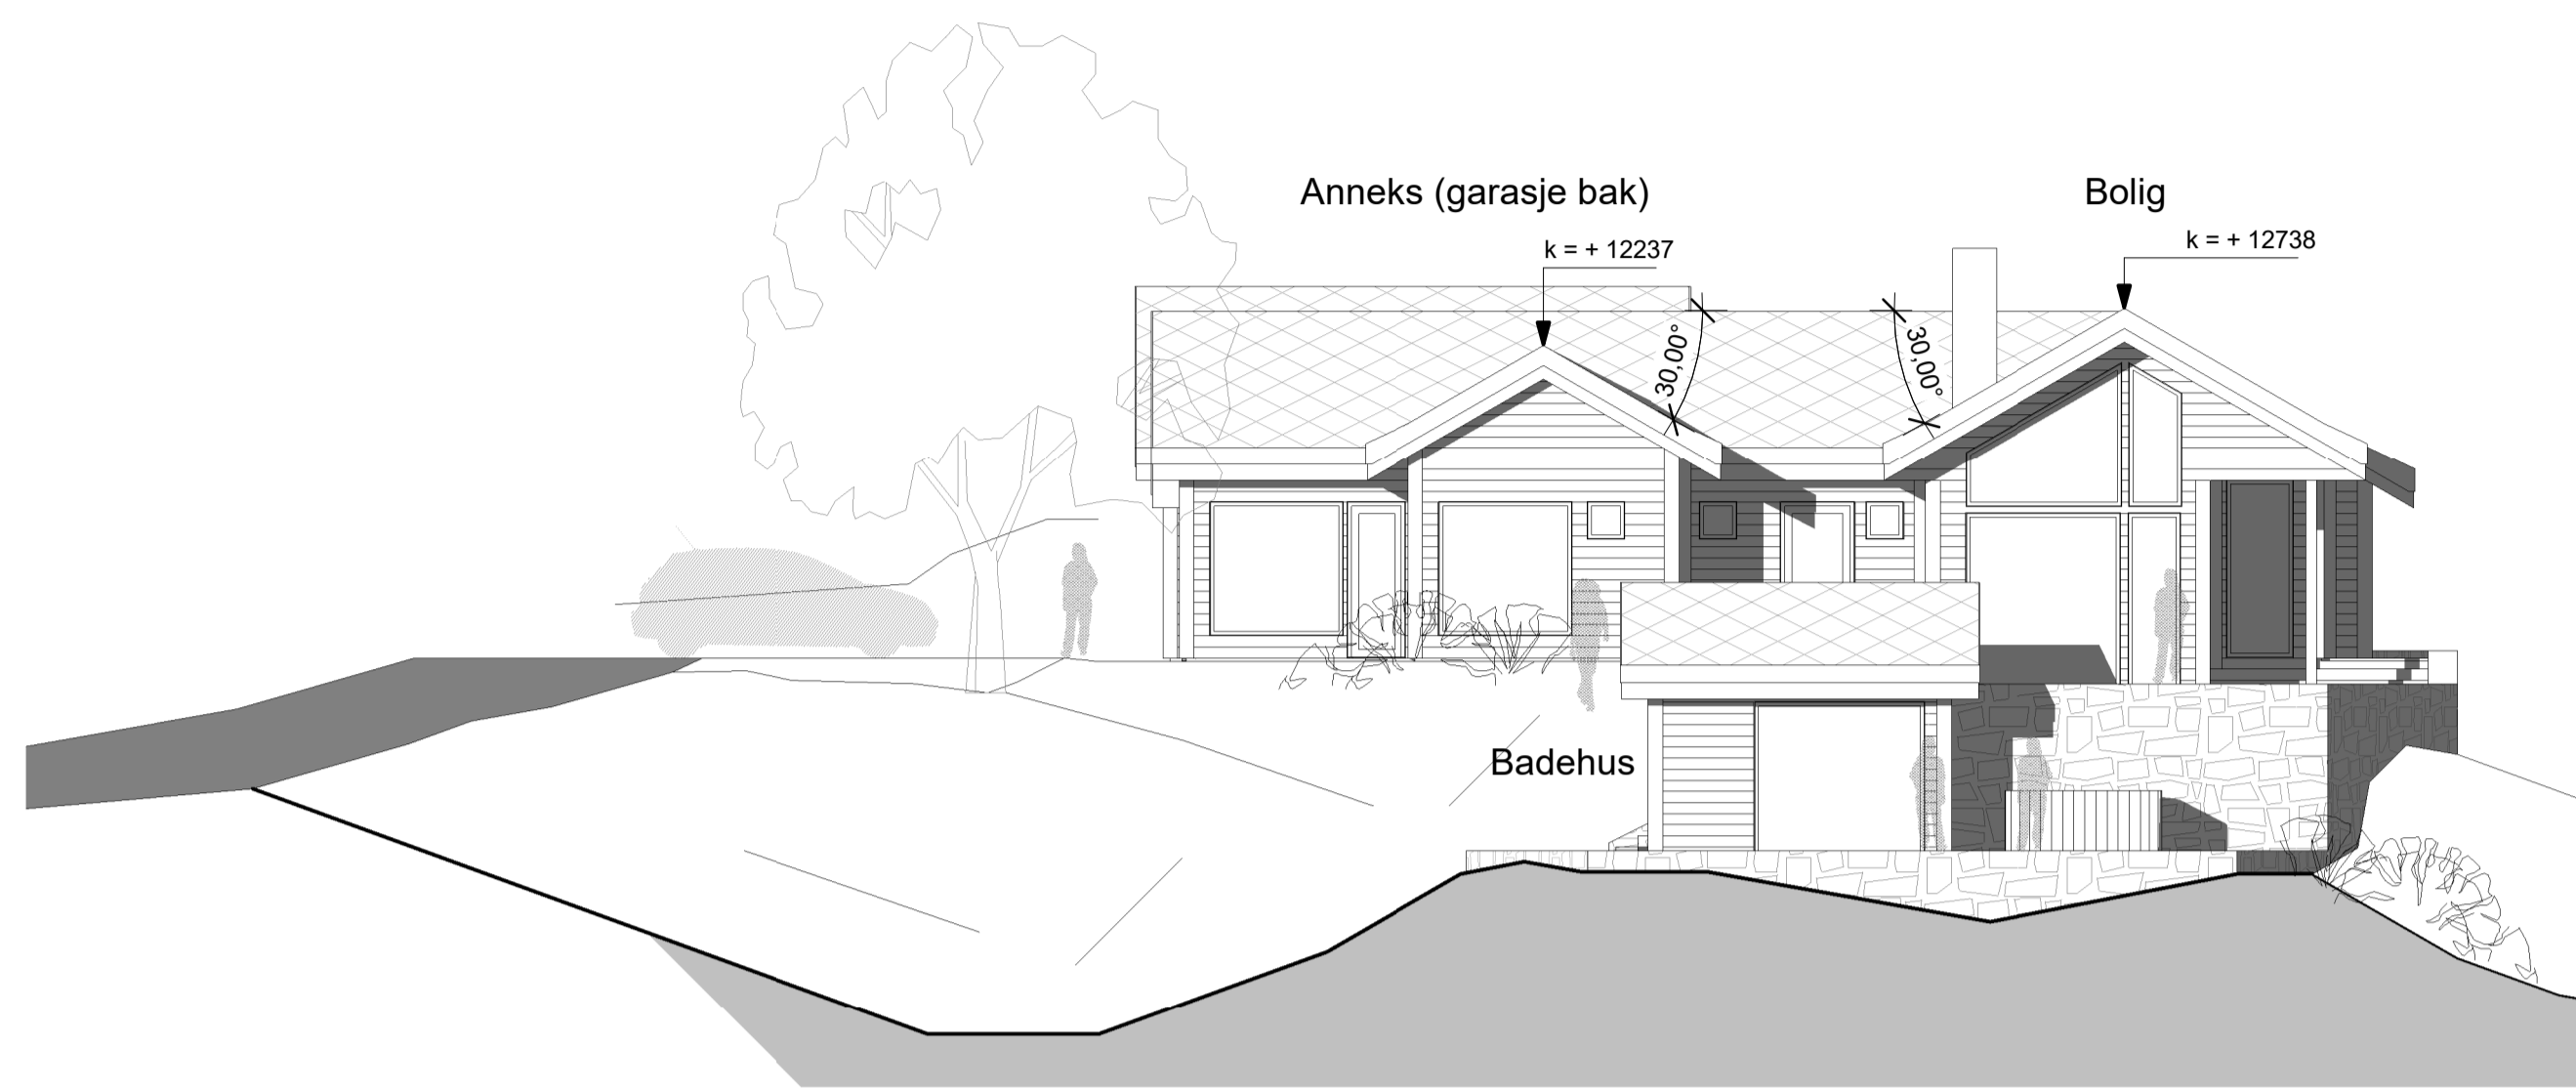 Anneks (garasje bak)
Bolig
k = + 12237
k = + 12738
30,00°
30,00°
Badehus